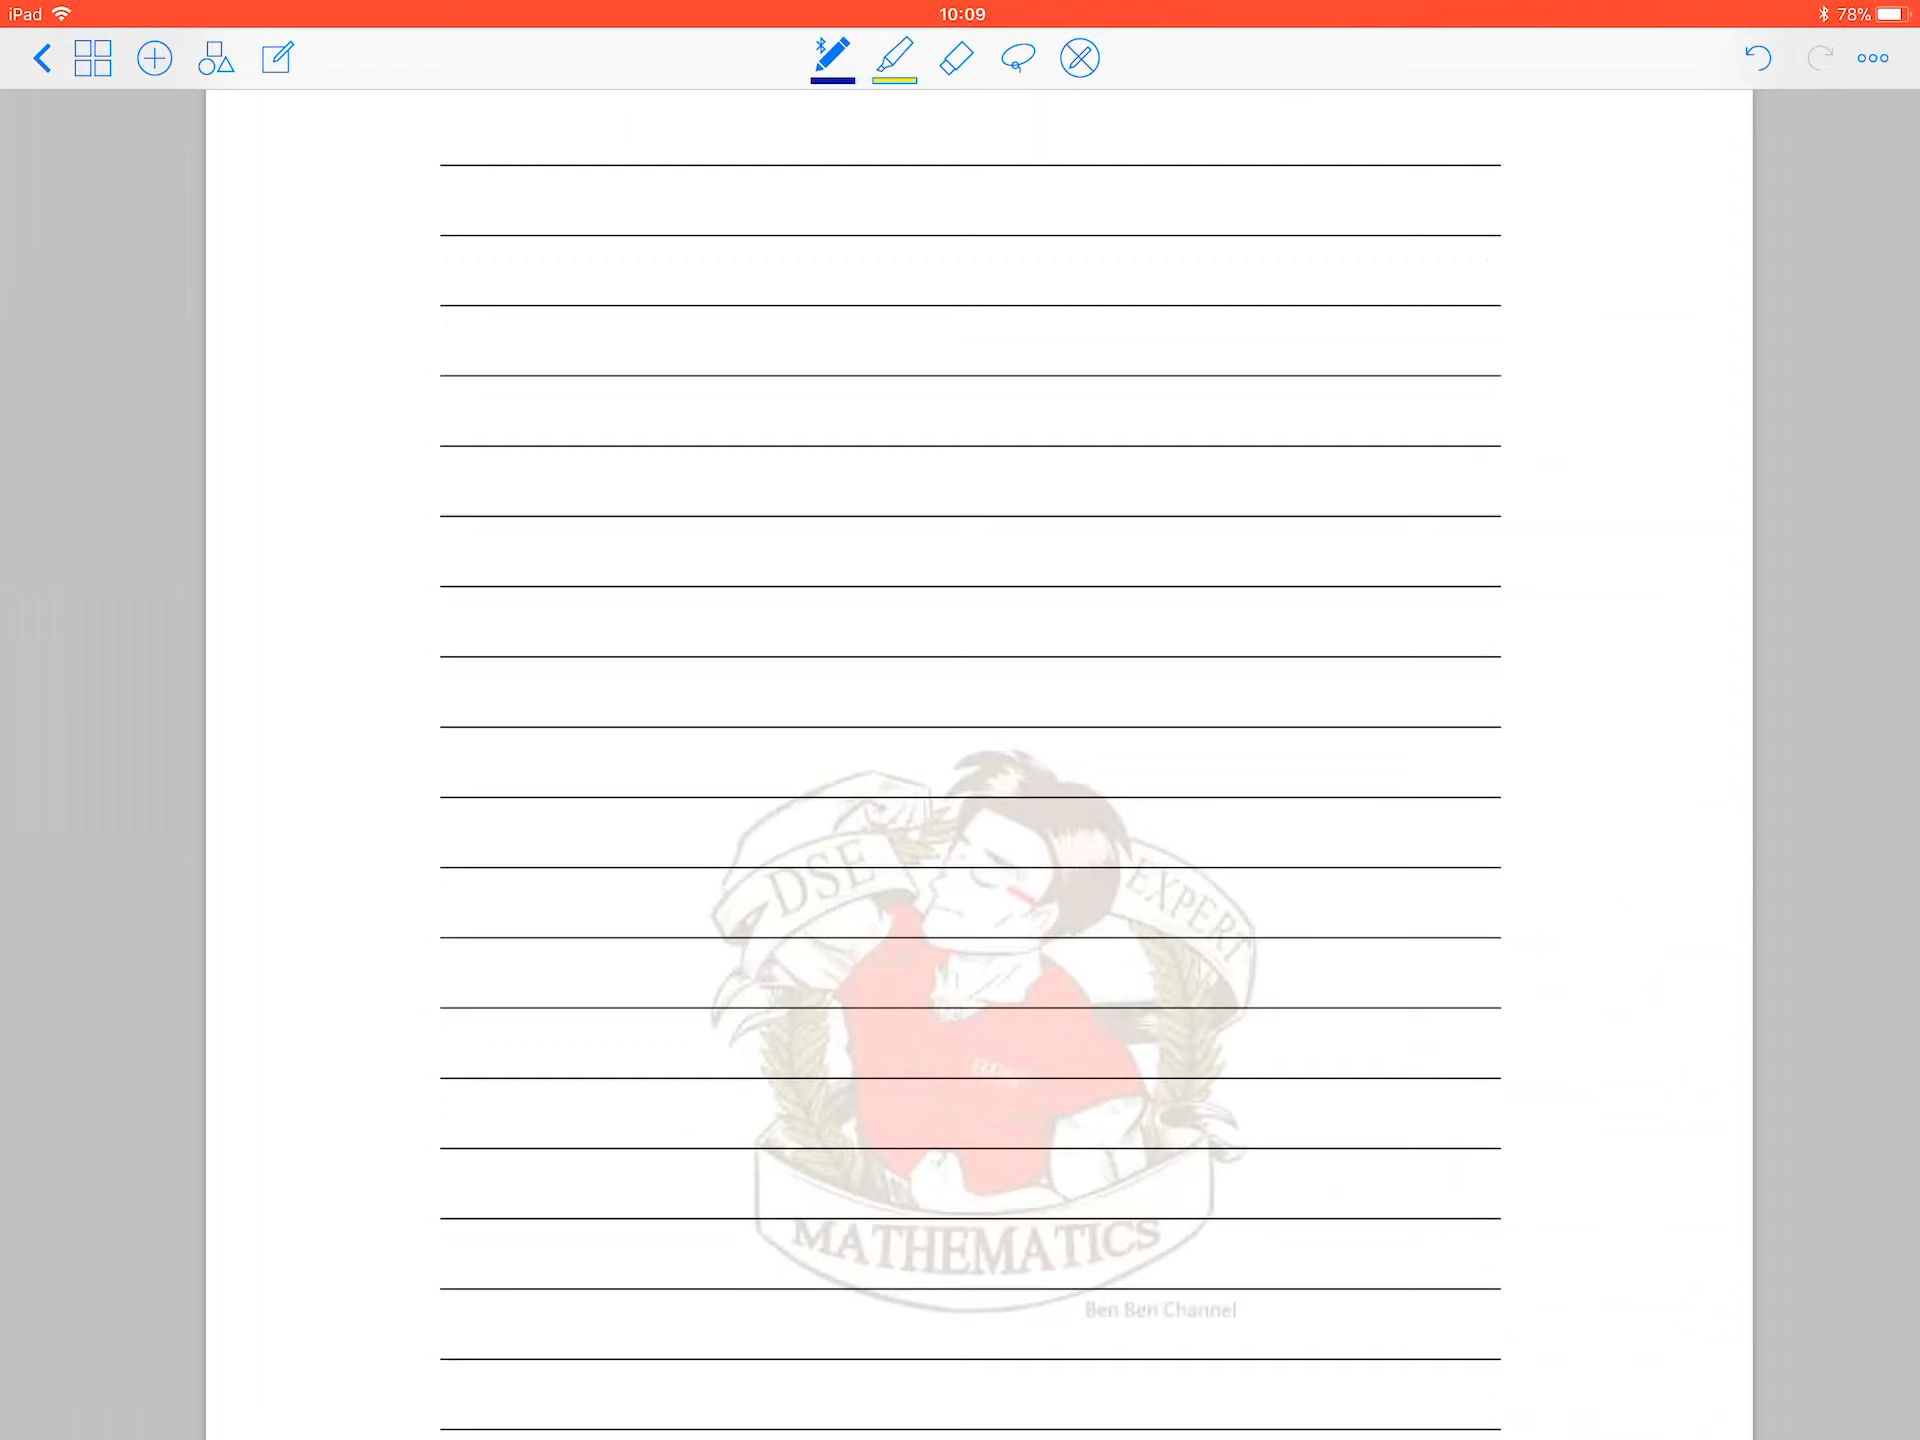 iPad
10:09
78%
DSE
EXPERT
MATHEMATICS
Ben Ben Channel